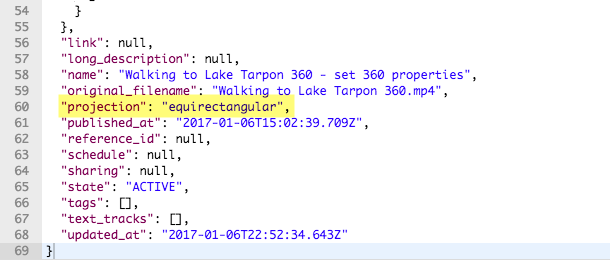 54 }
55 },
56 "link": null,
57 "long_description": null,
58 "name": "Walking to Lake Tarpon 360 - set 360 properties",
59 "original_filename": "Walking to Lake Tarpon 360.mp4",
60 "projection": "equirectangular",
61 "published_at": "2017-01-06T15:02:39.709Z",
62 "reference_id": null,
63 "schedule": null,
64 "sharing": null,
65 "state": "ACTIVE",
66 "tags": [],
67 "text_tracks": [],
68 "updated_at": "2017-01-06T22:52:34.643Z"
69 }